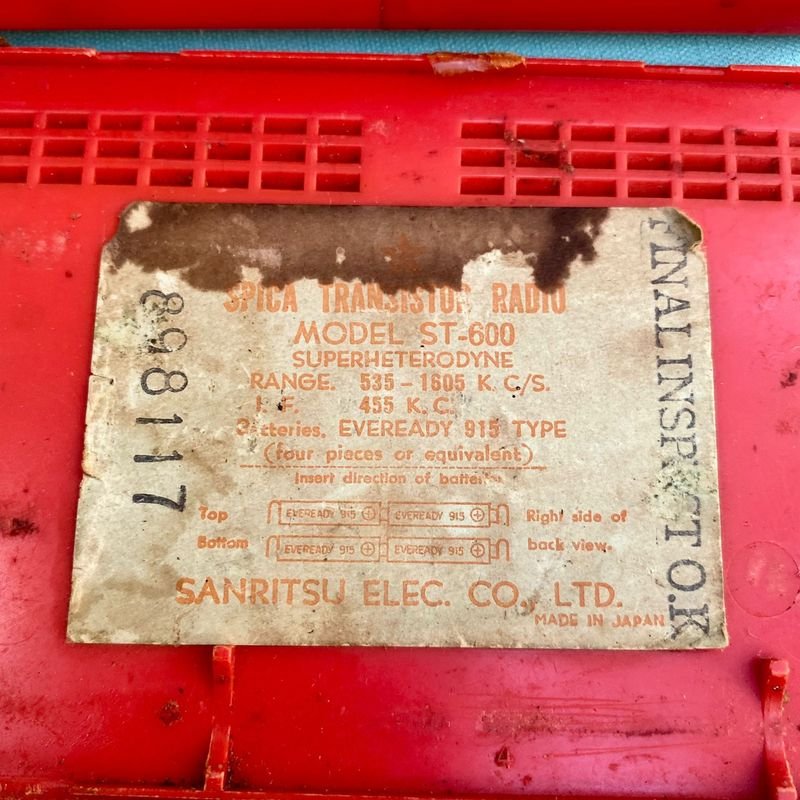 SPICA TRANSISTOR RADIO
MODEL ST-600
SUPERHETERODYNE
RANGE. 535-1605 K.C/S.
I.F. 455 K.C.
Batteries. EVEREADY 915 TYPE
(four pieces or equivalent)
Insert direction of batteries
Top EVEREADY 915 ⊕ EVEREADY 915 ⊕ Right side of
Bottom EVEREADY 915 ⊕ EVEREADY 915 ⊕ back view.
SANRITSU ELEC. CO., LTD.
MADE IN JAPAN
898117
FINAL INSPECT O.K
4